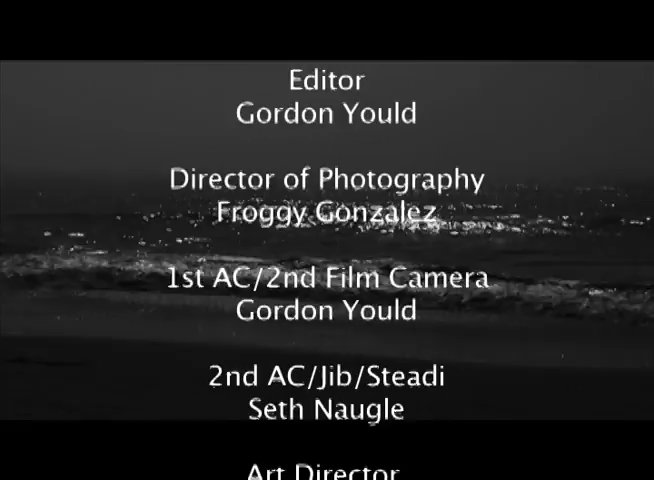 Editor
Gordon Yould
Director of Photography
Froggy Gonzalez
1st AC/2nd Film Camera
Gordon Yould
2nd AC/Jib/Steadi
Seth Naugle
Art Director